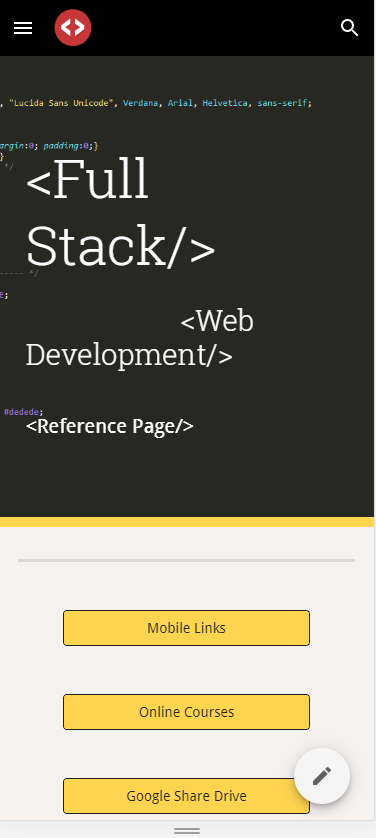 , "Lucida Sans Unicode", Verdana, Arial, Helvetica, sans-serif;
argin:0; padding:0;}
}
*/
<Full
Stack/>
----- */
E;
<Web
Development/>
#dedede;
<Reference Page/>
Mobile Links
Online Courses
Google Share Drive